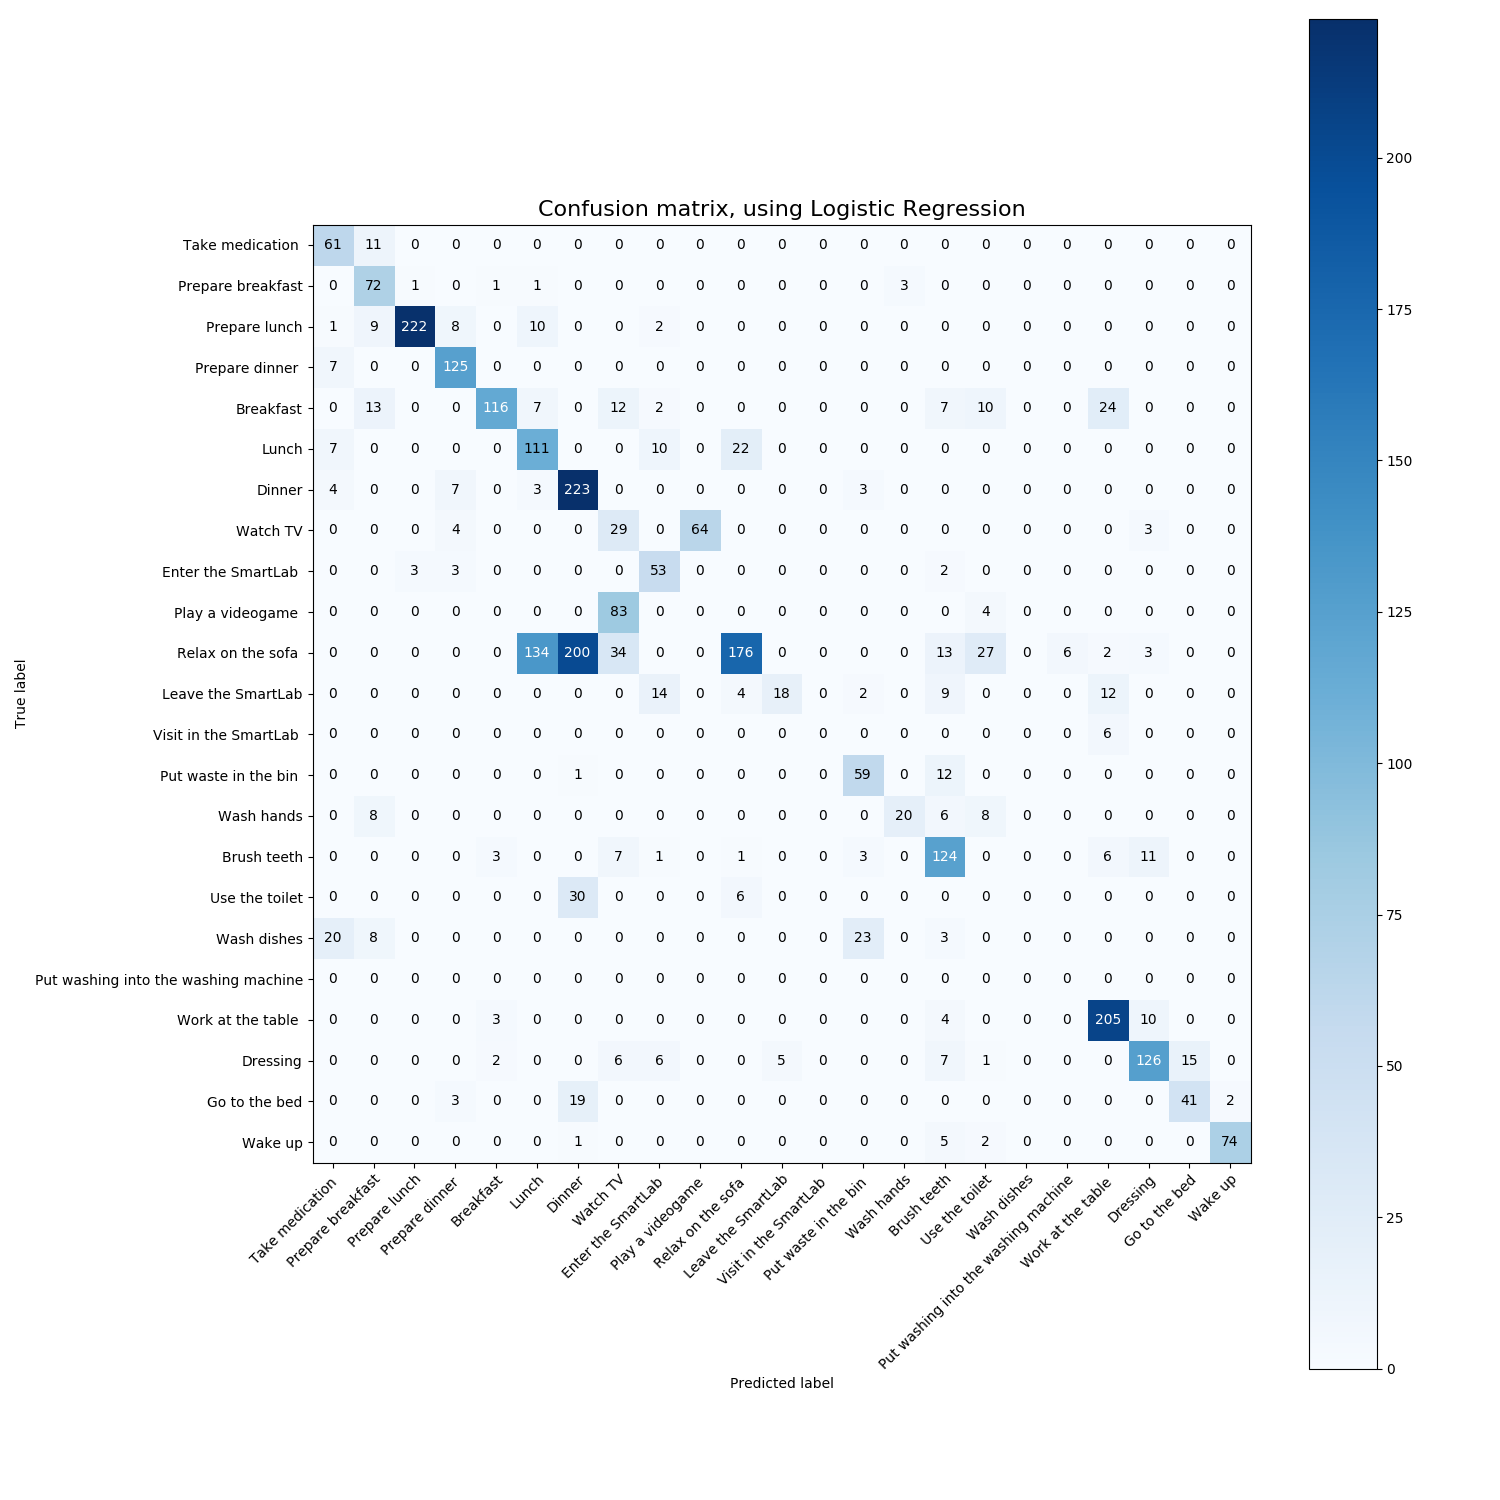 Confusion matrix, using Logistic Regression
Take medication 61 11 0 0 0 0 0 0 0 0 0 0 0 0 0 0 0 0 0 0 0 0 0
Prepare breakfast 0 72 1 0 1 1 0 0 0 0 0 0 0 0 3 0 0 0 0 0 0 0 0
Prepare lunch 1 9 222 8 0 10 0 0 2 0 0 0 0 0 0 0 0 0 0 0 0 0 0
Prepare dinner 7 0 0 125 0 0 0 0 0 0 0 0 0 0 0 0 0 0 0 0 0 0 0
Breakfast 0 13 0 0 116 7 0 12 2 0 0 0 0 0 0 7 10 0 0 24 0 0 0
Lunch 7 0 0 0 0 111 0 0 10 0 22 0 0 0 0 0 0 0 0 0 0 0 0
Dinner 4 0 0 7 0 3 223 0 0 0 0 0 0 3 0 0 0 0 0 0 0 0 0
Watch TV 0 0 0 4 0 0 0 29 0 64 0 0 0 0 0 0 0 0 0 0 3 0 0
Enter the SmartLab 0 0 3 3 0 0 0 0 53 0 0 0 0 0 0 2 0 0 0 0 0 0 0
Play a videogame 0 0 0 0 0 0 0 83 0 0 0 0 0 0 0 0 4 0 0 0 0 0 0
Relax on the sofa 0 0 0 0 0 134 200 34 0 0 176 0 0 0 0 13 27 0 6 2 3 0 0
Leave the SmartLab 0 0 0 0 0 0 0 0 14 0 4 18 0 2 0 9 0 0 0 12 0 0 0
Visit in the SmartLab 0 0 0 0 0 0 0 0 0 0 0 0 0 0 0 0 0 0 0 6 0 0 0
Put waste in the bin 0 0 0 0 0 0 1 0 0 0 0 0 0 59 0 12 0 0 0 0 0 0 0
Wash hands 0 8 0 0 0 0 0 0 0 0 0 0 0 0 20 6 8 0 0 0 0 0 0
Brush teeth 0 0 0 0 3 0 0 7 1 0 1 0 0 3 0 124 0 0 0 6 11 0 0
Use the toilet 0 0 0 0 0 0 30 0 0 0 6 0 0 0 0 0 0 0 0 0 0 0 0
Wash dishes 20 8 0 0 0 0 0 0 0 0 0 0 0 23 0 3 0 0 0 0 0 0 0
Put washing into the washing machine 0 0 0 0 0 0 0 0 0 0 0 0 0 0 0 0 0 0 0 0 0 0 0
Work at the table 0 0 0 0 3 0 0 0 0 0 0 0 0 0 0 4 0 0 0 205 10 0 0
Dressing 0 0 0 0 2 0 0 6 6 0 0 5 0 0 0 7 1 0 0 0 126 15 0
Go to the bed 0 0 0 3 0 0 19 0 0 0 0 0 0 0 0 0 0 0 0 0 0 41 2
Wake up 0 0 0 0 0 0 1 0 0 0 0 0 0 0 0 5 2 0 0 0 0 0 74
True label
Take medication
Prepare breakfast
Prepare lunch
Prepare dinner
Breakfast
Lunch
Dinner
Watch TV
Enter the SmartLab
Play a videogame
Relax on the sofa
Leave the SmartLab
Visit in the SmartLab
Put waste in the bin
Wash hands
Brush teeth
Use the toilet
Wash dishes
Put washing into the washing machine
Work at the table
Dressing
Go to the bed
Wake up
Predicted label
200
175
150
125
100
75
50
25
0